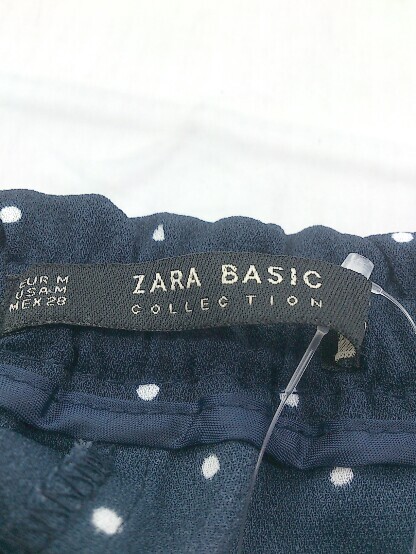 EUR M
USA M
MEX 28
ZARA BASIC
COLLECTION